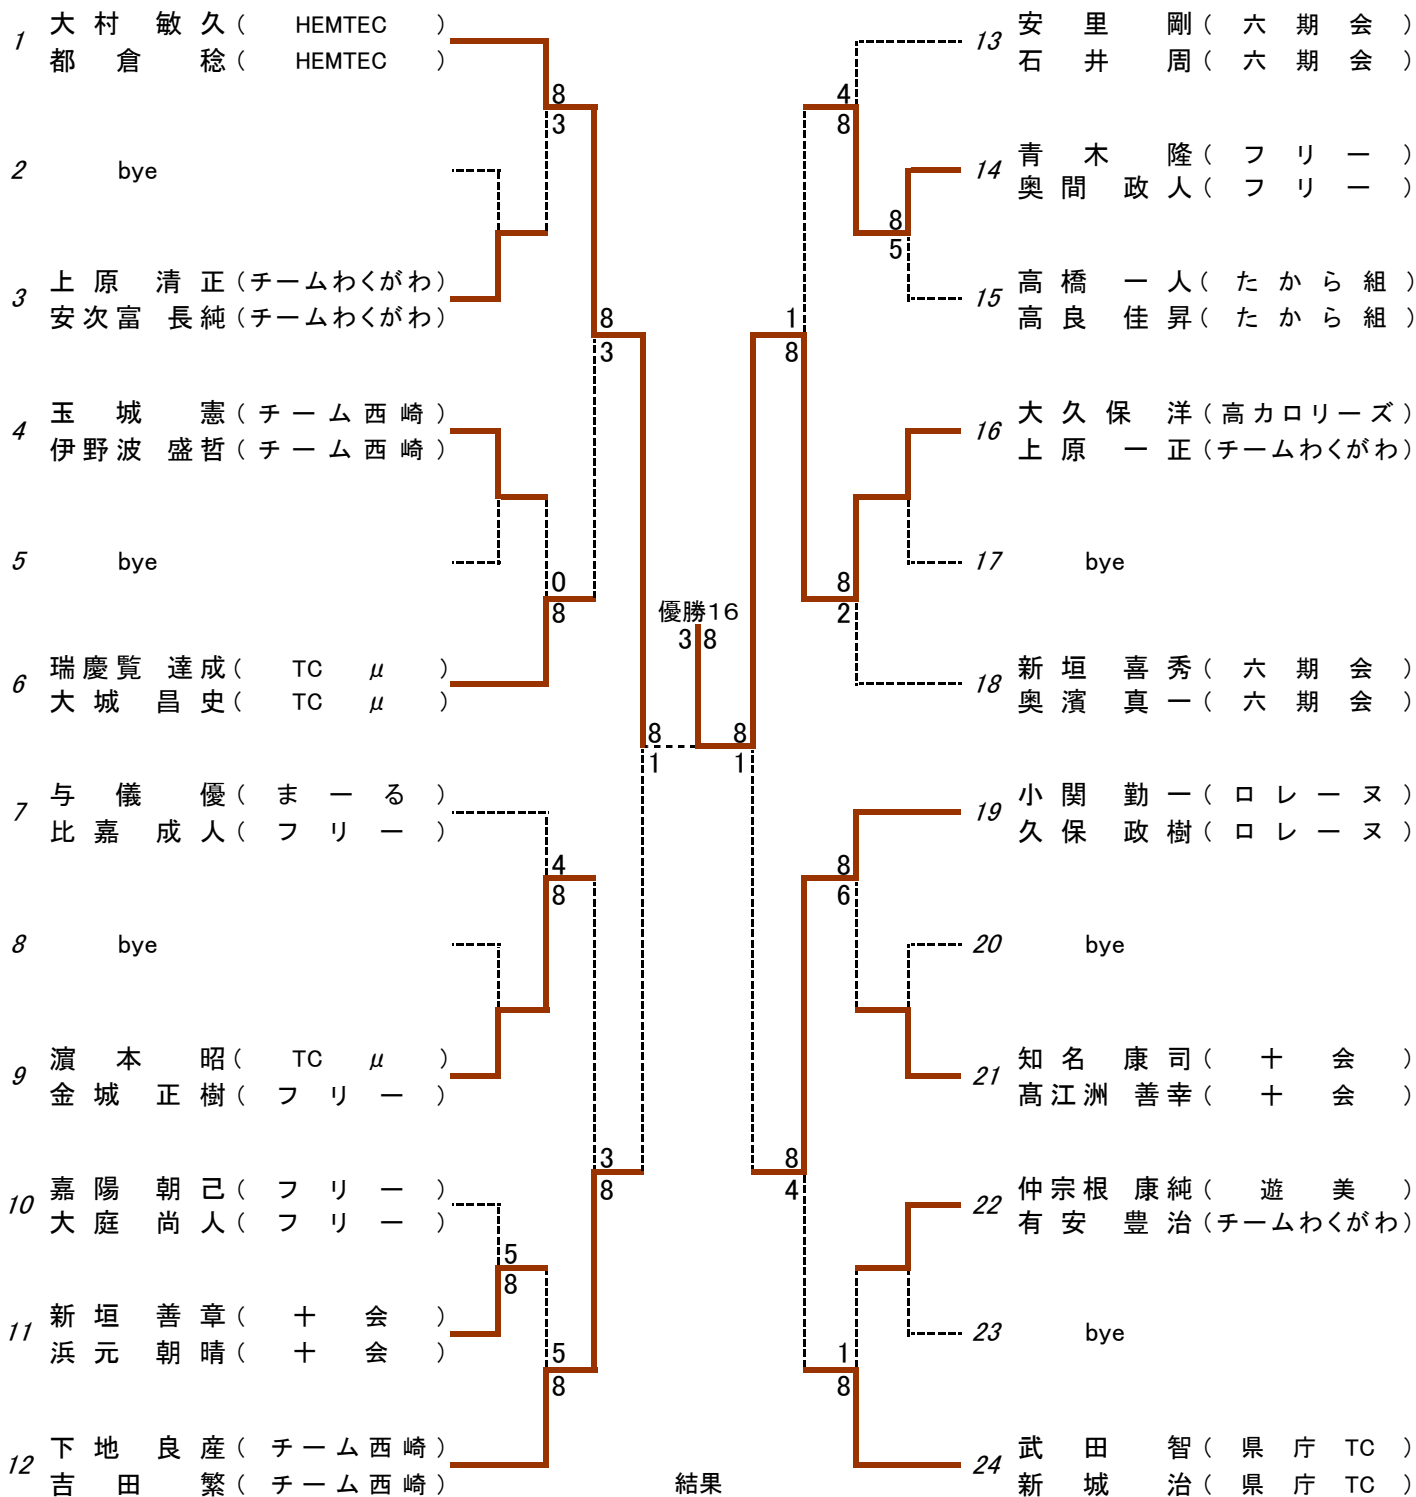 1 大村 敏久（ HEMTEC ）
都倉 稔（ HEMTEC ）
8
3
2 bye
3 上原 清正（チームわくがわ）
安次富 長純（チームわくがわ）
8
3
4 玉城 憲（チーム西崎）
伊野波 盛哲（チーム西崎）
5 bye
0
8
6 瑞慶覧 達成（ TC μ ）
大城 昌史（ TC μ ）
8
1
7 与儀 優（ まーる ）
比嘉 成人（ フリー ）
4
8
8 bye
9 濵本 昭（ TC μ ）
金城 正樹（ フリー ）
3
8
10 嘉陽 朝己（ フリー ）
大庭 尚人（ フリー ）
5
8
11 新垣 善章（ 十会 ）
浜元 朝晴（ 十会 ）
5
8
12 下地 良産（チーム西崎）
吉田 繁（チーム西崎）
優勝16
3 8
結果
13 安里 剛（ 六期会 ）
石井 周（ 六期会 ）
4
8
14 青木 隆（ フリー ）
奥間 政人（ フリー ）
8
5
15 高橋 一人（ たから組 ）
高良 佳昇（ たから組 ）
1
8
16 大久保 洋（高カロリーズ）
上原 一正（チームわくがわ）
17 bye
8
2
18 新垣 喜秀（ 六期会 ）
奥濱 真一（ 六期会 ）
8
1
19 小関 勤一（ ロレーヌ ）
久保 政樹（ ロレーヌ ）
8
6
20 bye
21 知名 康司（ 十会 ）
髙江洲 善幸（ 十会 ）
8
4
22 仲宗根 康純（ 遊美 ）
有安 豊治（チームわくがわ）
23 bye
1
8
24 武田 智（ 県庁TC ）
新城 治（ 県庁TC ）